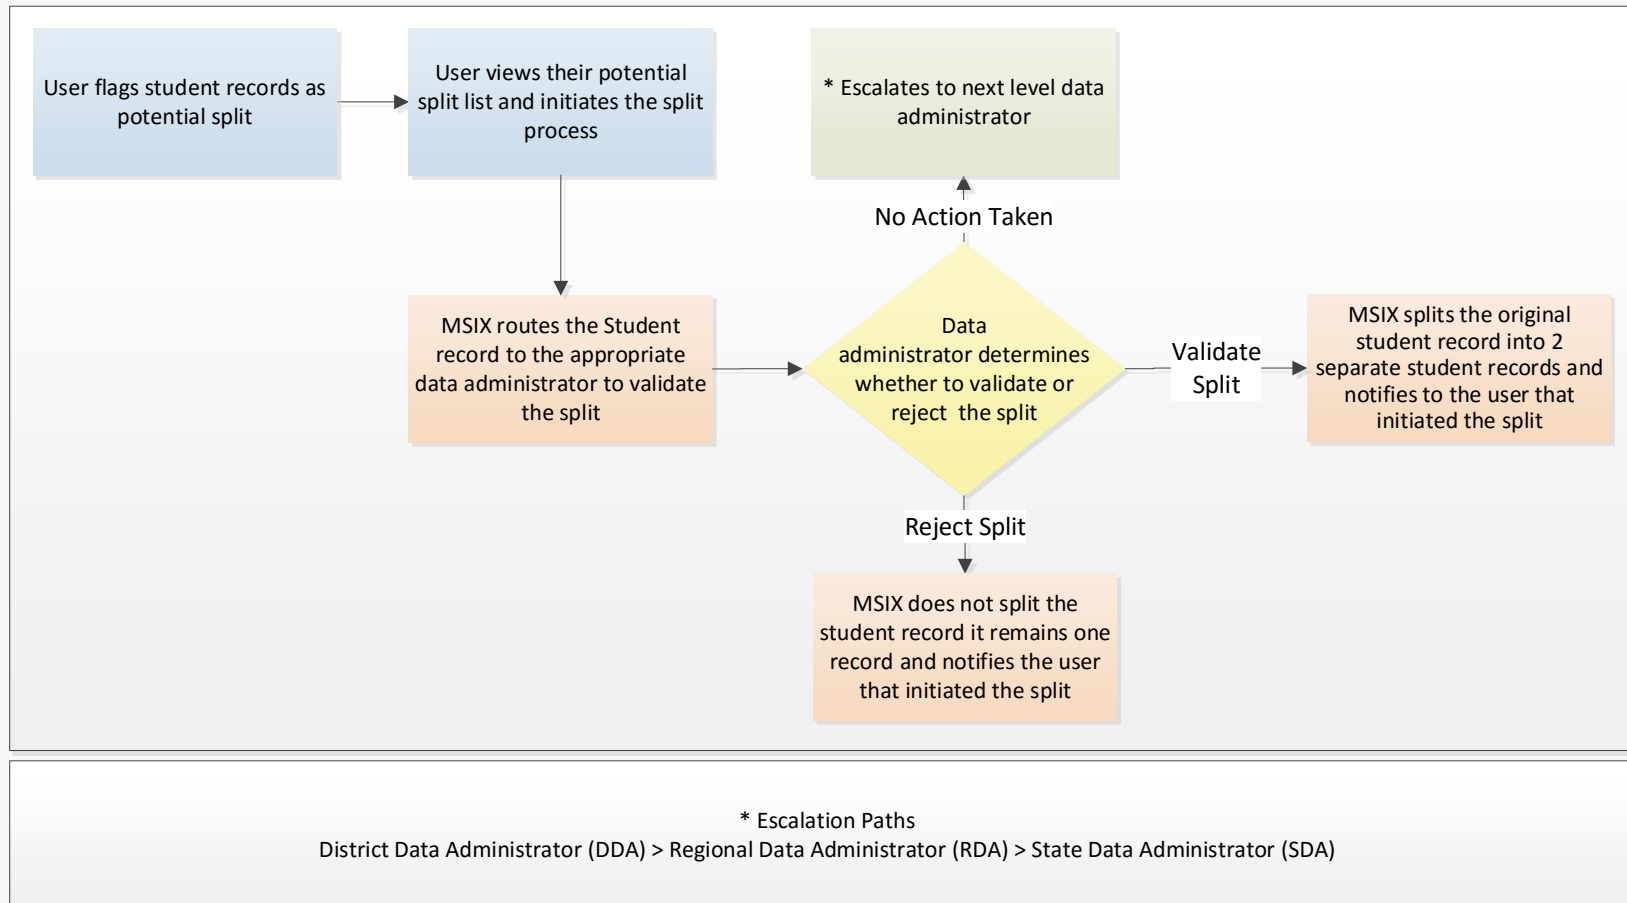 User flags student records as
potential split
User views their potential
split list and initiates the split
process
* Escalates to next level data
administrator
No Action Taken
MSIX routes the Student
record to the appropriate
data administrator to validate
the split
Data
administrator determines
whether to validate or
reject  the split
Validate
Split
MSIX splits the original
student record into 2
separate student records and
notifies to the user that
initiated the split
Reject Split
MSIX does not split the
student record it remains one
record and notifies the user
that initiated the split
* Escalation Paths
District Data Administrator (DDA) > Regional Data Administrator (RDA) > State Data Administrator (SDA)